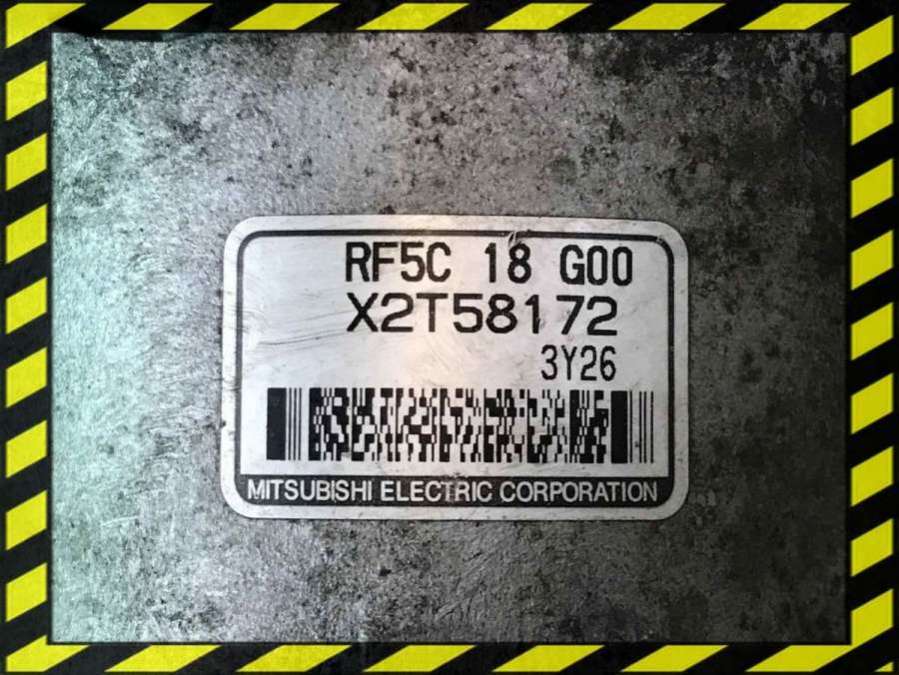 RF5C 18 G00
X2T58172
3Y26
MITSUBISHI ELECTRIC CORPORATION